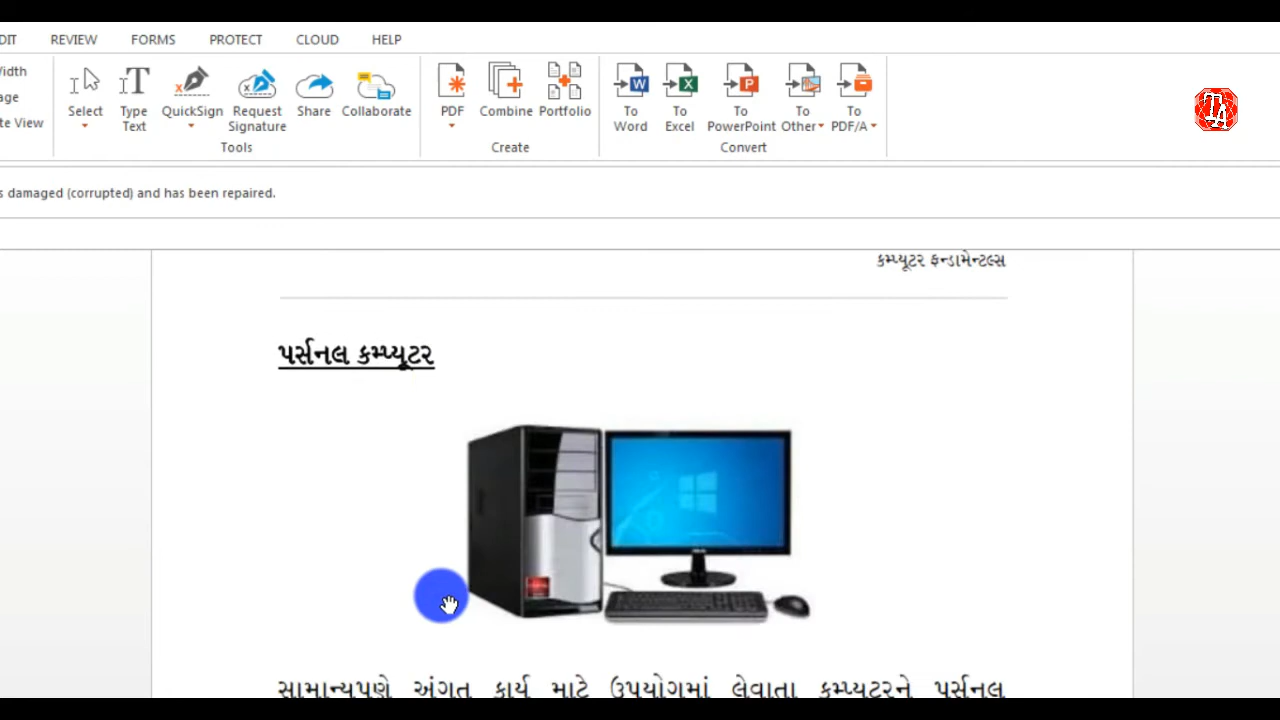 DIT REVIEW FORMS PROTECT CLOUD HELP
Width
age
te View
Select
Type Text
QuickSign
Request Signature
Share
Collaborate
Tools
PDF
Combine
Portfolio
Create
To Word
To Excel
To PowerPoint
To Other
To PDF/A
Convert
s damaged (corrupted) and has been repaired.
કમ્પ્યૂટર ફન્ડામેન્ટલ્સ
પર્સનલ કમ્પ્યૂટર
સામાન્યપણે અંગત કાર્ય માટે ઉપયોગમાં લેવાતા કમ્પ્યુટરને પર્સનલ